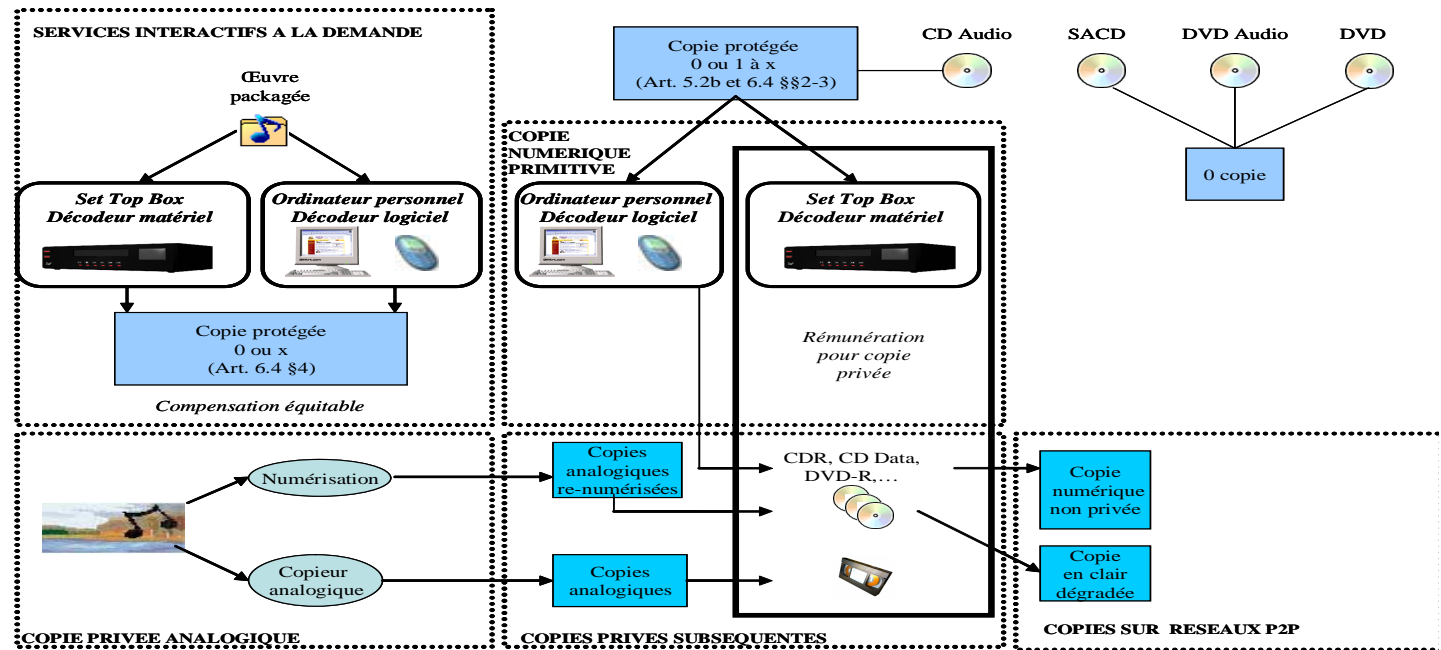 SERVICES INTERACTIFS A LA DEMANDE
Œuvre
packagée
Set Top Box
Décodeur matériel
Ordinateur personnel
Décodeur logiciel
Copie protégée
0 ou x
(Art. 6.4 §4)
Compensation équitable
Copie protégée
0 ou 1 à x
(Art. 5.2b et 6.4 §§2-3)
CD Audio
SACD
DVD Audio
DVD
0 copie
COPIE
NUMERIQUE
PRIMITIVE
Ordinateur personnel
Décodeur logiciel
Set Top Box
Décodeur matériel
Rémunération
pour copie
privée
Numérisation
Copieur
analogique
COPIE PRIVEE ANALOGIQUE
Copies
analogiques
re-numérisées
Copies
analogiques
CDR, CD Data,
DVD-R,…
COPIES PRIVES SUBSEQUENTES
Copie
numérique
non privée
Copie
en clair
dégradée
COPIES SUR RESEAUX P2P